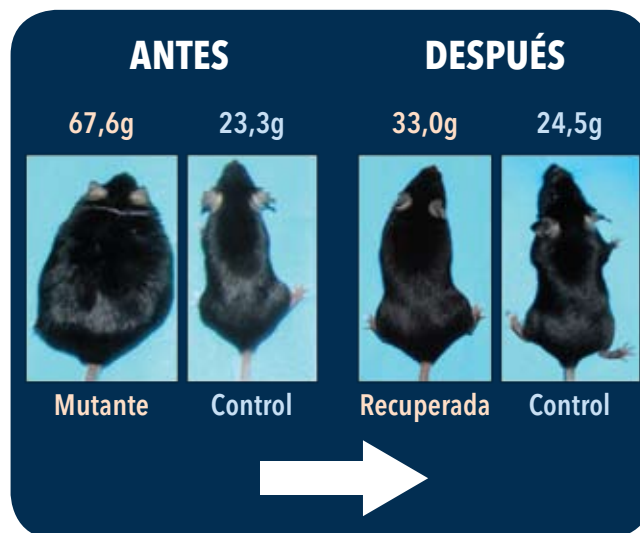 ANTES DESPUÉS
67,6g 23,3g 33,0g 24,5g
Mutante Control Recuperada Control